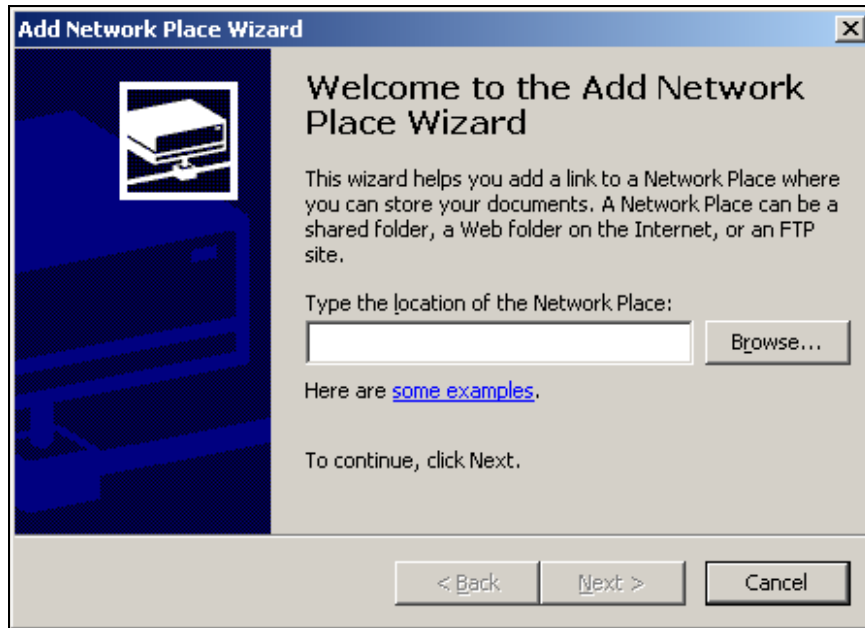 Add Network Place Wizard
Welcome to the Add Network
Place Wizard
This wizard helps you add a link to a Network Place where
you can store your documents. A Network Place can be a
shared folder, a Web folder on the Internet, or an FTP
site.
Type the location of the Network Place:
Browse...
Here are some examples.
To continue, click Next.
< Back Next > Cancel